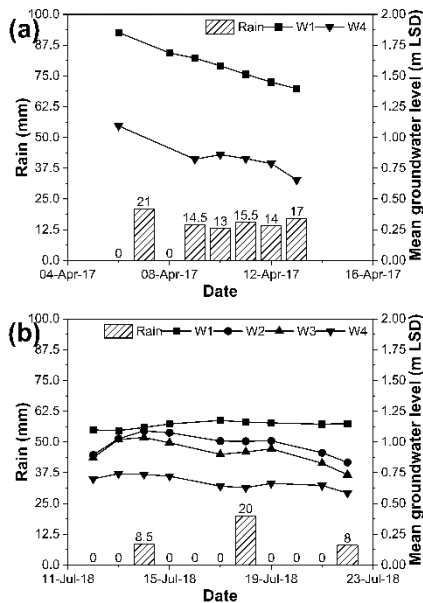 (a)
100.0
87.5
75.0
62.5
50.0
37.5
25.0
12.5
0.0
Rain (mm)
Rain W1 W4
2.00
1.75
1.50
1.25
1.00
0.75
0.50
0.25
0.00
Mean groundwater level (m LSD)
0 21 0 14.5 13 15.5 14 17
04-Apr-17 08-Apr-17 12-Apr-17 16-Apr-17
Date
(b)
100.0
87.5
75.0
62.5
50.0
37.5
25.0
12.5
0.0
Rain (mm)
Rain W1 W2 W3 W4
2.00
1.75
1.50
1.25
1.00
0.75
0.50
0.25
0.00
Mean groundwater level (m LSD)
0 0 8.5 0 0 0 20 0 0 0 8
11-Jul-18 15-Jul-18 19-Jul-18 23-Jul-18
Date